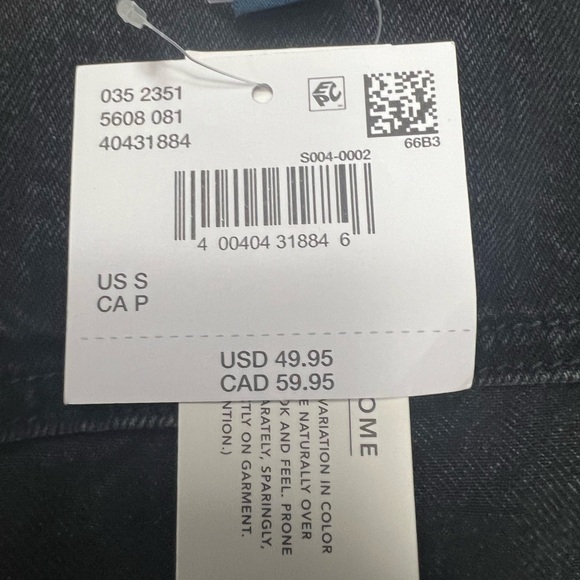 035 2351
5608 081
40431884
EPC
66B3
S004-0002
4 00404 31884 6
US S
CA P
USD 49.95
CAD 59.95
OME
VARIATION IN COLOR
E NATURALLY OVER
OK AND FEEL. PRONE
ARATELY, SPARINGLY,
TLY ON GARMENT.
NTION.)